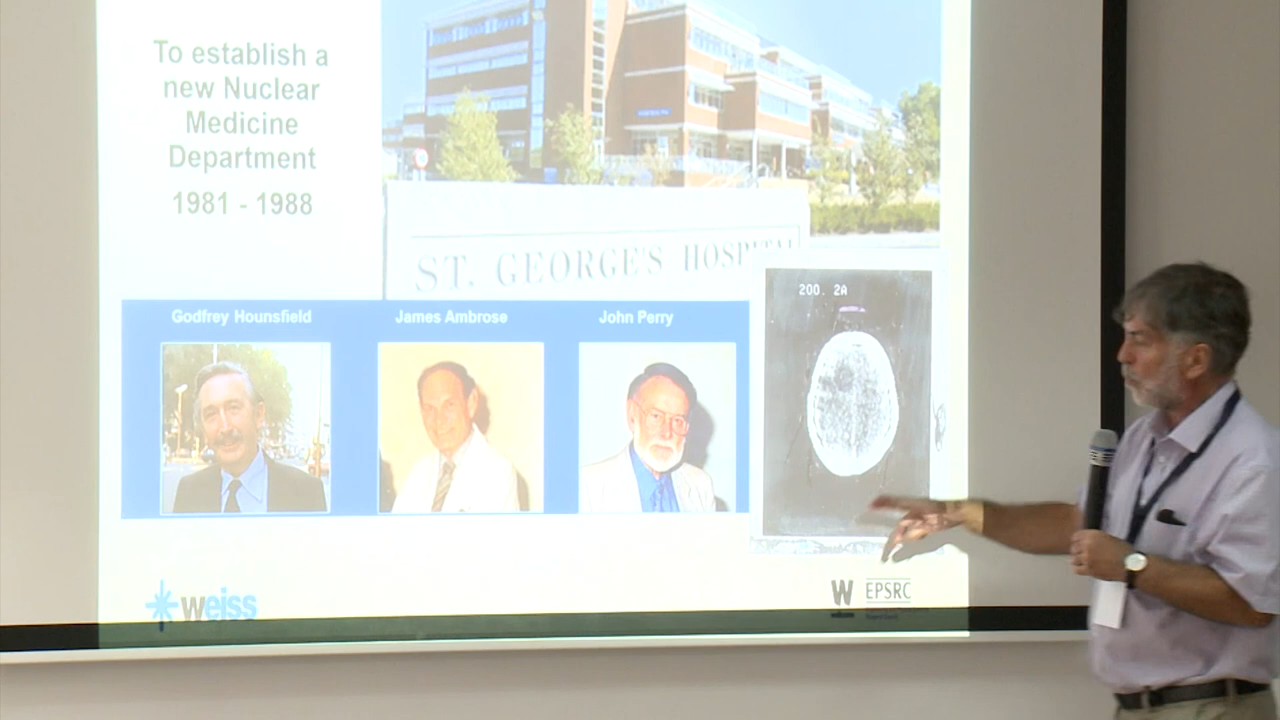 To establish a
new Nuclear
Medicine
Department
1981 - 1988
ST. GEORGE'S HOSPITAL
Godfrey Hounsfield
James Ambrose
John Perry
200. 2A
weiss
W
EPSRC